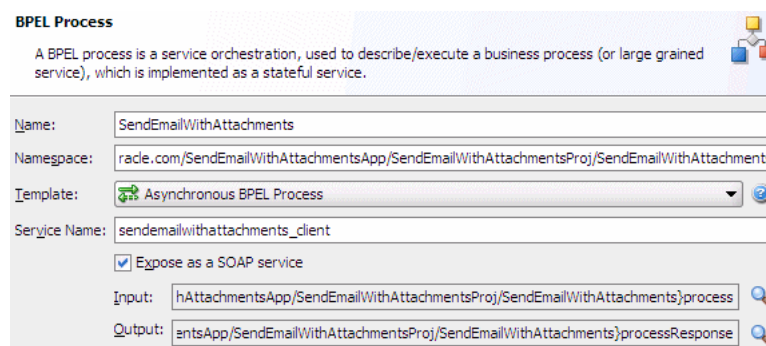 BPEL Process
A BPEL process is a service orchestration, used to describe/execute a business process (or large grained
service), which is implemented as a stateful service.
Name: SendEmailWithAttachments
Namespace: racle.com/SendEmailWithAttachmentsApp/SendEmailWithAttachmentsProj/SendEmailWithAttachment
Template: Asynchronous BPEL Process
Service Name: sendemailwithattachments_client
Expose as a SOAP service
Input: hAttachmentsApp/SendEmailWithAttachmentsProj/SendEmailWithAttachments}process
Output: entsApp/SendEmailWithAttachmentsProj/SendEmailWithAttachments}processResponse